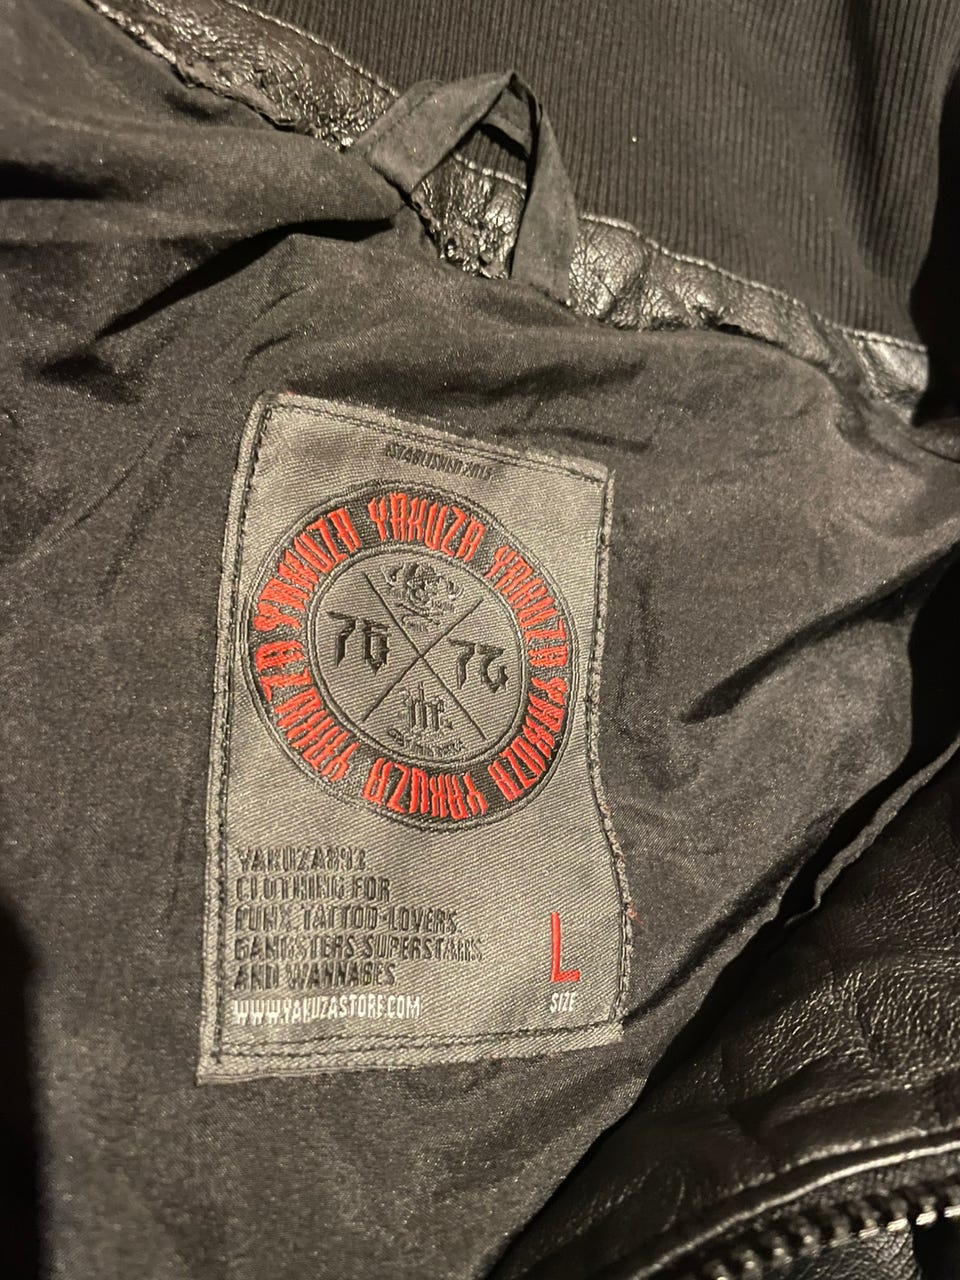 ESTABLISHED 2015
YAKUZA YAKUZA YAKUZA YAKUZA YAKUZA YAKUZA YAKUZA YAKUZA
76
72
YAKUZA893
CLOTHING FOR
PUNX, TATTOO-LOVERS,
GANGSTERS SUPERSTARS
AND WANNABES
WWW.YAKUZASTORE.COM
L
SIZE